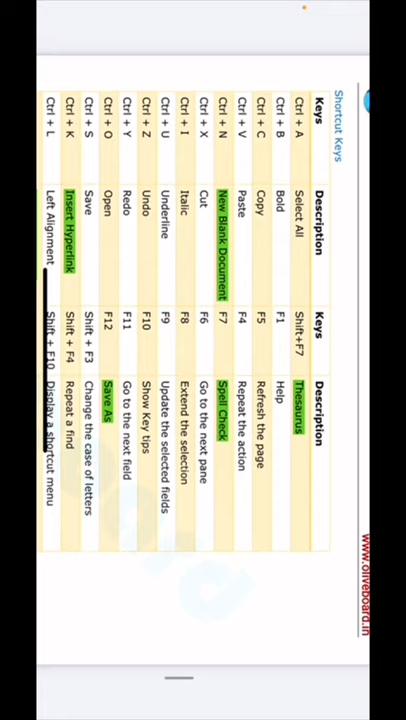 www.oliveboard.in
Shortcut Keys
Keys Description Keys Description
Ctrl + A Select All Shift+F7 Thesaurus
Ctrl + B Bold F1 Help
Ctrl + C Copy F5 Refresh the page
Ctrl + V Paste F4 Repeat the action
Ctrl + N New Blank Document F7 Spell Check
Ctrl + X Cut F6 Go to the next pane
Ctrl + I Italic F8 Extend the selection
Ctrl + U Underline F9 Update the selected fields
Ctrl + Z Undo F10 Show Key tips
Ctrl + Y Redo F11 Go to the next field
Ctrl + O Open F12 Save As
Ctrl + S Save Shift + F3 Change the case of letters
Ctrl + K Insert Hyperlink Shift + F4 Repeat a find
Ctrl + L Left Alignment Shift + F10 Display a shortcut menu